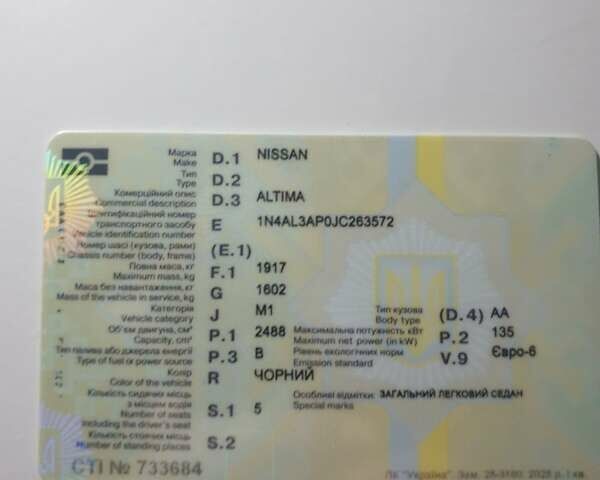 Марка
Make D.1 NISSAN
Тип
Type D.2
Комерційний опис
Commercial description D.3 ALTIMA
Ідентифікаційний номер
транспортного засобу E 1N4AL3AP0JC263572
Vehicle identification number
Номер шасі (кузова, рами) (E.1)
Chassis number (body, frame)
Повна маса, кг F.1 1917
Maximum mass, kg
Маса без навантаження, кг G 1602
Mass of the vehicle in service, kg
Категорія J M1 Тип кузова (D.4) AA
Vehicle category Body type
Об'єм двигуна, см³ P.1 2488 Максимальна потужність кВт P.2 135
Capacity, cm³ Maximum net power (in kW)
Тип палива або джерела енергії P.3 B Рівень екологічних норм V.9 Євро-6
Type of fuel or power source Emission standard
Колір R ЧОРНИЙ
Color of the vehicle Особливі відмітки: ЗАГАЛЬНИЙ ЛЕГКОВИЙ СЕДАН
Кількість сидячих місць Special marks
з місцем водія S.1 5
Number of seats
including the driver's seat
Кількість стоячих місць S.2
Number of standing places
СТІ № 733684
ПК "Україна". Зам. 25-3180. 2025 р. I кв.